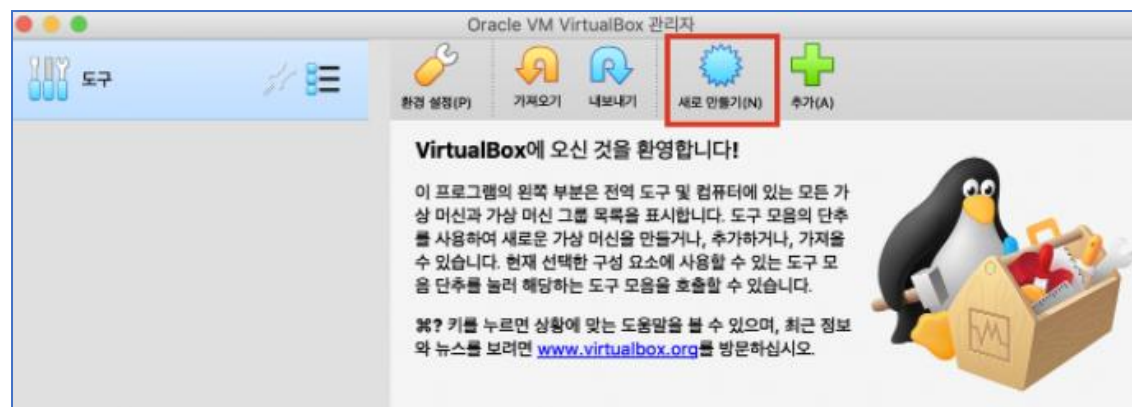 Oracle VM VirtualBox 관리자
도구
환경 설정(P)
가져오기
내보내기
새로 만들기(N)
추가(A)
VirtualBox에 오신 것을 환영합니다!
이 프로그램의 왼쪽 부분은 전역 도구 및 컴퓨터에 있는 모든 가
상 머신과 가상 머신 그룹 목록을 표시합니다. 도구 모음의 단추
를 사용하여 새로운 가상 머신을 만들거나, 추가하거나, 가져올
수 있습니다. 현재 선택한 구성 요소에 사용할 수 있는 도구 모
음 단추를 눌러 해당하는 도구 모음을 호출할 수 있습니다.
⌘? 키를 누르면 상황에 맞는 도움말을 볼 수 있으며, 최근 정보
와 뉴스를 보려면 www.virtualbox.org를 방문하십시오.